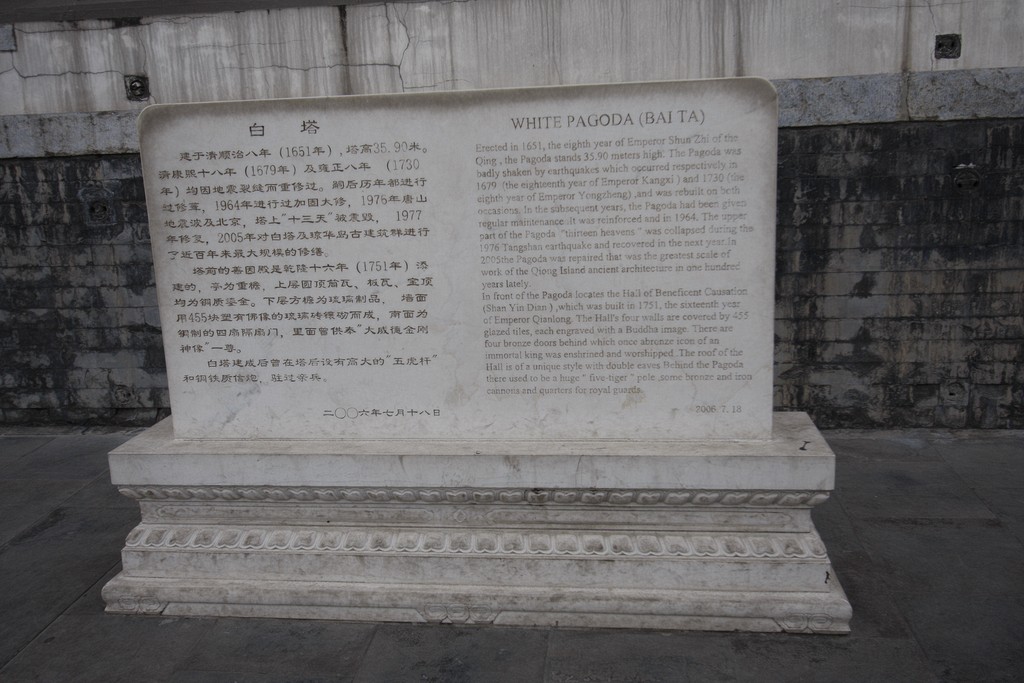 白 塔
建于清顺治八年（1651年），塔高35.90米。
清康熙十八年（1679年）及雍正八年（1730
年）均因地震裂缝而重修过。嗣后历年都进行
过修葺，1964年进行过加固大修，1976年唐山
地震波及北京，塔上"十三天"被震毁，1977
年修复，2005年对白塔及琼华岛古建筑群进行
了近百年来最大规模的修缮。
塔前的善因殿是乾隆十六年（1751年）添
建的，亭为重檐，上层圆顶筒瓦、板瓦、宝顶
均为铜质鎏金。下层方檐为琉璃制品，墙面
用455块塑有佛像的琉璃砖砌而成，南面为
铜制的四扇隔扇门，里面曾供奉"大威德金刚
神像"一尊。
白塔建成后曾在塔后设有高大的"五虎杆"
和铜铁质信炮，驻过亲兵。
二〇〇六年七月十八日
WHITE PAGODA (BAI TA)
Erected in 1651, the eighth year of Emperor Shun Zhi of the
Qing , the Pagoda stands 35.90 maters high. The Pagoda was
badly shaken by earthquakes which occurred respectively in
1679 (the eighteenth year of Emperor Kangxi ) and 1730 (the
eighth year of Emperor Yongzheng) ,and was rebuilt on both
occasions. In the subsequent years, the Pagoda had been given
regular maintenance .it was reinforced and in 1964. The upper
part of the Pagoda "thirteen heavens " was collapsed during the
1976 Tangshan earthquake and recovered in the next year. In
2005the Pagoda was repaired that was the greatest scale of
work of the Qiong Island ancient architecture in one hundred
years lately.
In front of the Pagoda locates the Hall of Beneficent Causation
(Shan Yin Dian ) ,which was built in 1751, the sixteenth year
of Emperor Qianlong. The Hall's four walls are covered by 455
glazed tiles, each engraved with a Buddha image. There are
four bronze doors behind which once abronze icon of an
immortal king was enshrined and worshipped .The roof of the
Hall is of a unique style with double eaves. Behind the Pagoda
there used to be a huge " five-tiger " pole ,some bronze and iron
cannons and quarters for royal guards.
2006. 7. 18